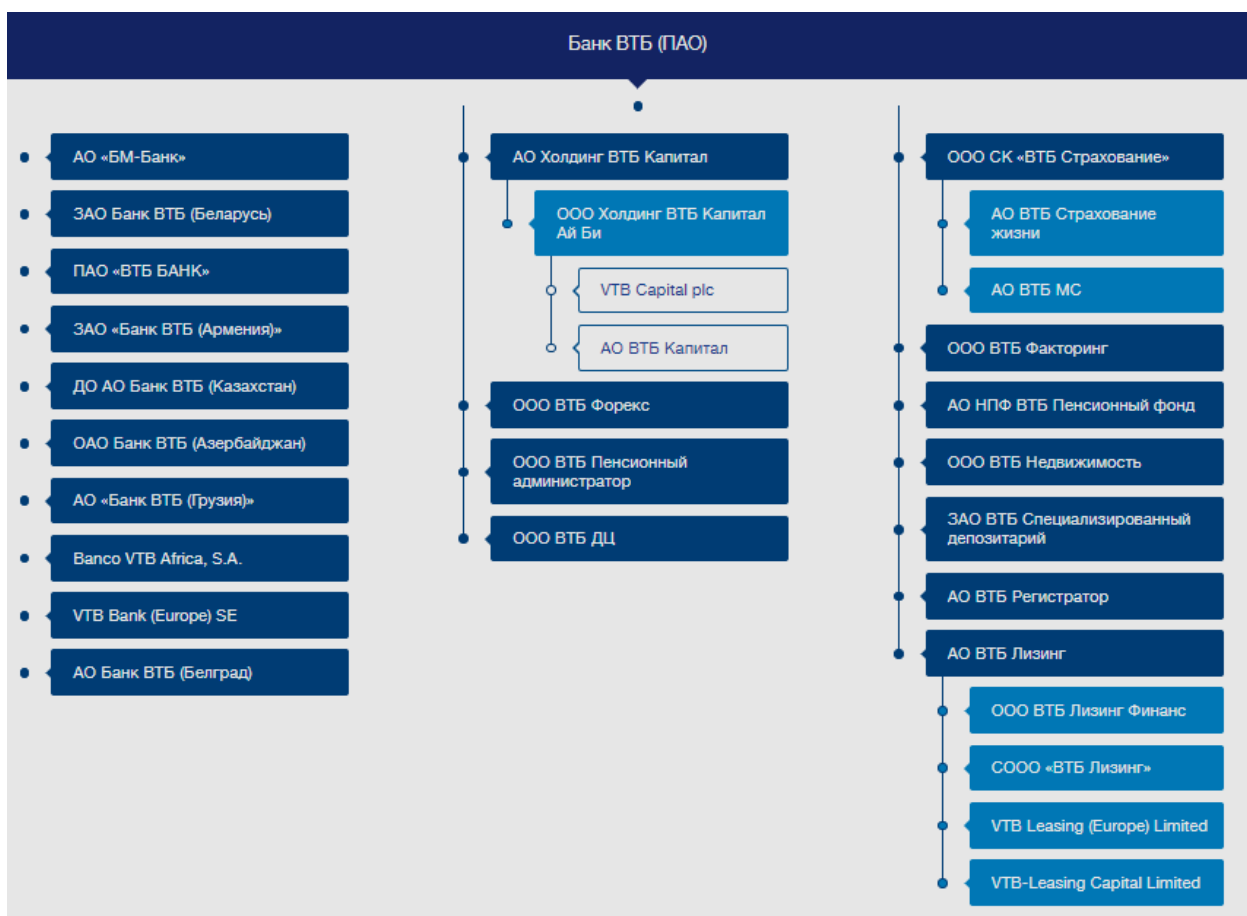 Банк ВТБ (ПАО)
АО «БМ-Банк»
ЗАО Банк ВТБ (Беларусь)
ПАО «ВТБ БАНК»
ЗАО «Банк ВТБ (Армения)»
ДО АО Банк ВТБ (Казахстан)
ОАО Банк ВТБ (Азербайджан)
АО «Банк ВТБ (Грузия)»
Banco VTB Africa, S.A.
VTB Bank (Europe) SE
АО Банк ВТБ (Белград)
АО Холдинг ВТБ Капитал
ООО Холдинг ВТБ Капитал
Ай Би
VTB Capital plc
АО ВТБ Капитал
ООО ВТБ Форекс
ООО ВТБ Пенсионный
администратор
ООО ВТБ ДЦ
ООО СК «ВТБ Страхование»
АО ВТБ Страхование
жизни
АО ВТБ МС
ООО ВТБ Факторинг
АО НПФ ВТБ Пенсионный фонд
ООО ВТБ Недвижимость
ЗАО ВТБ Специализированный
депозитарий
АО ВТБ Регистратор
АО ВТБ Лизинг
ООО ВТБ Лизинг Финанс
СООО «ВТБ Лизинг»
VTB Leasing (Europe) Limited
VTB-Leasing Capital Limited